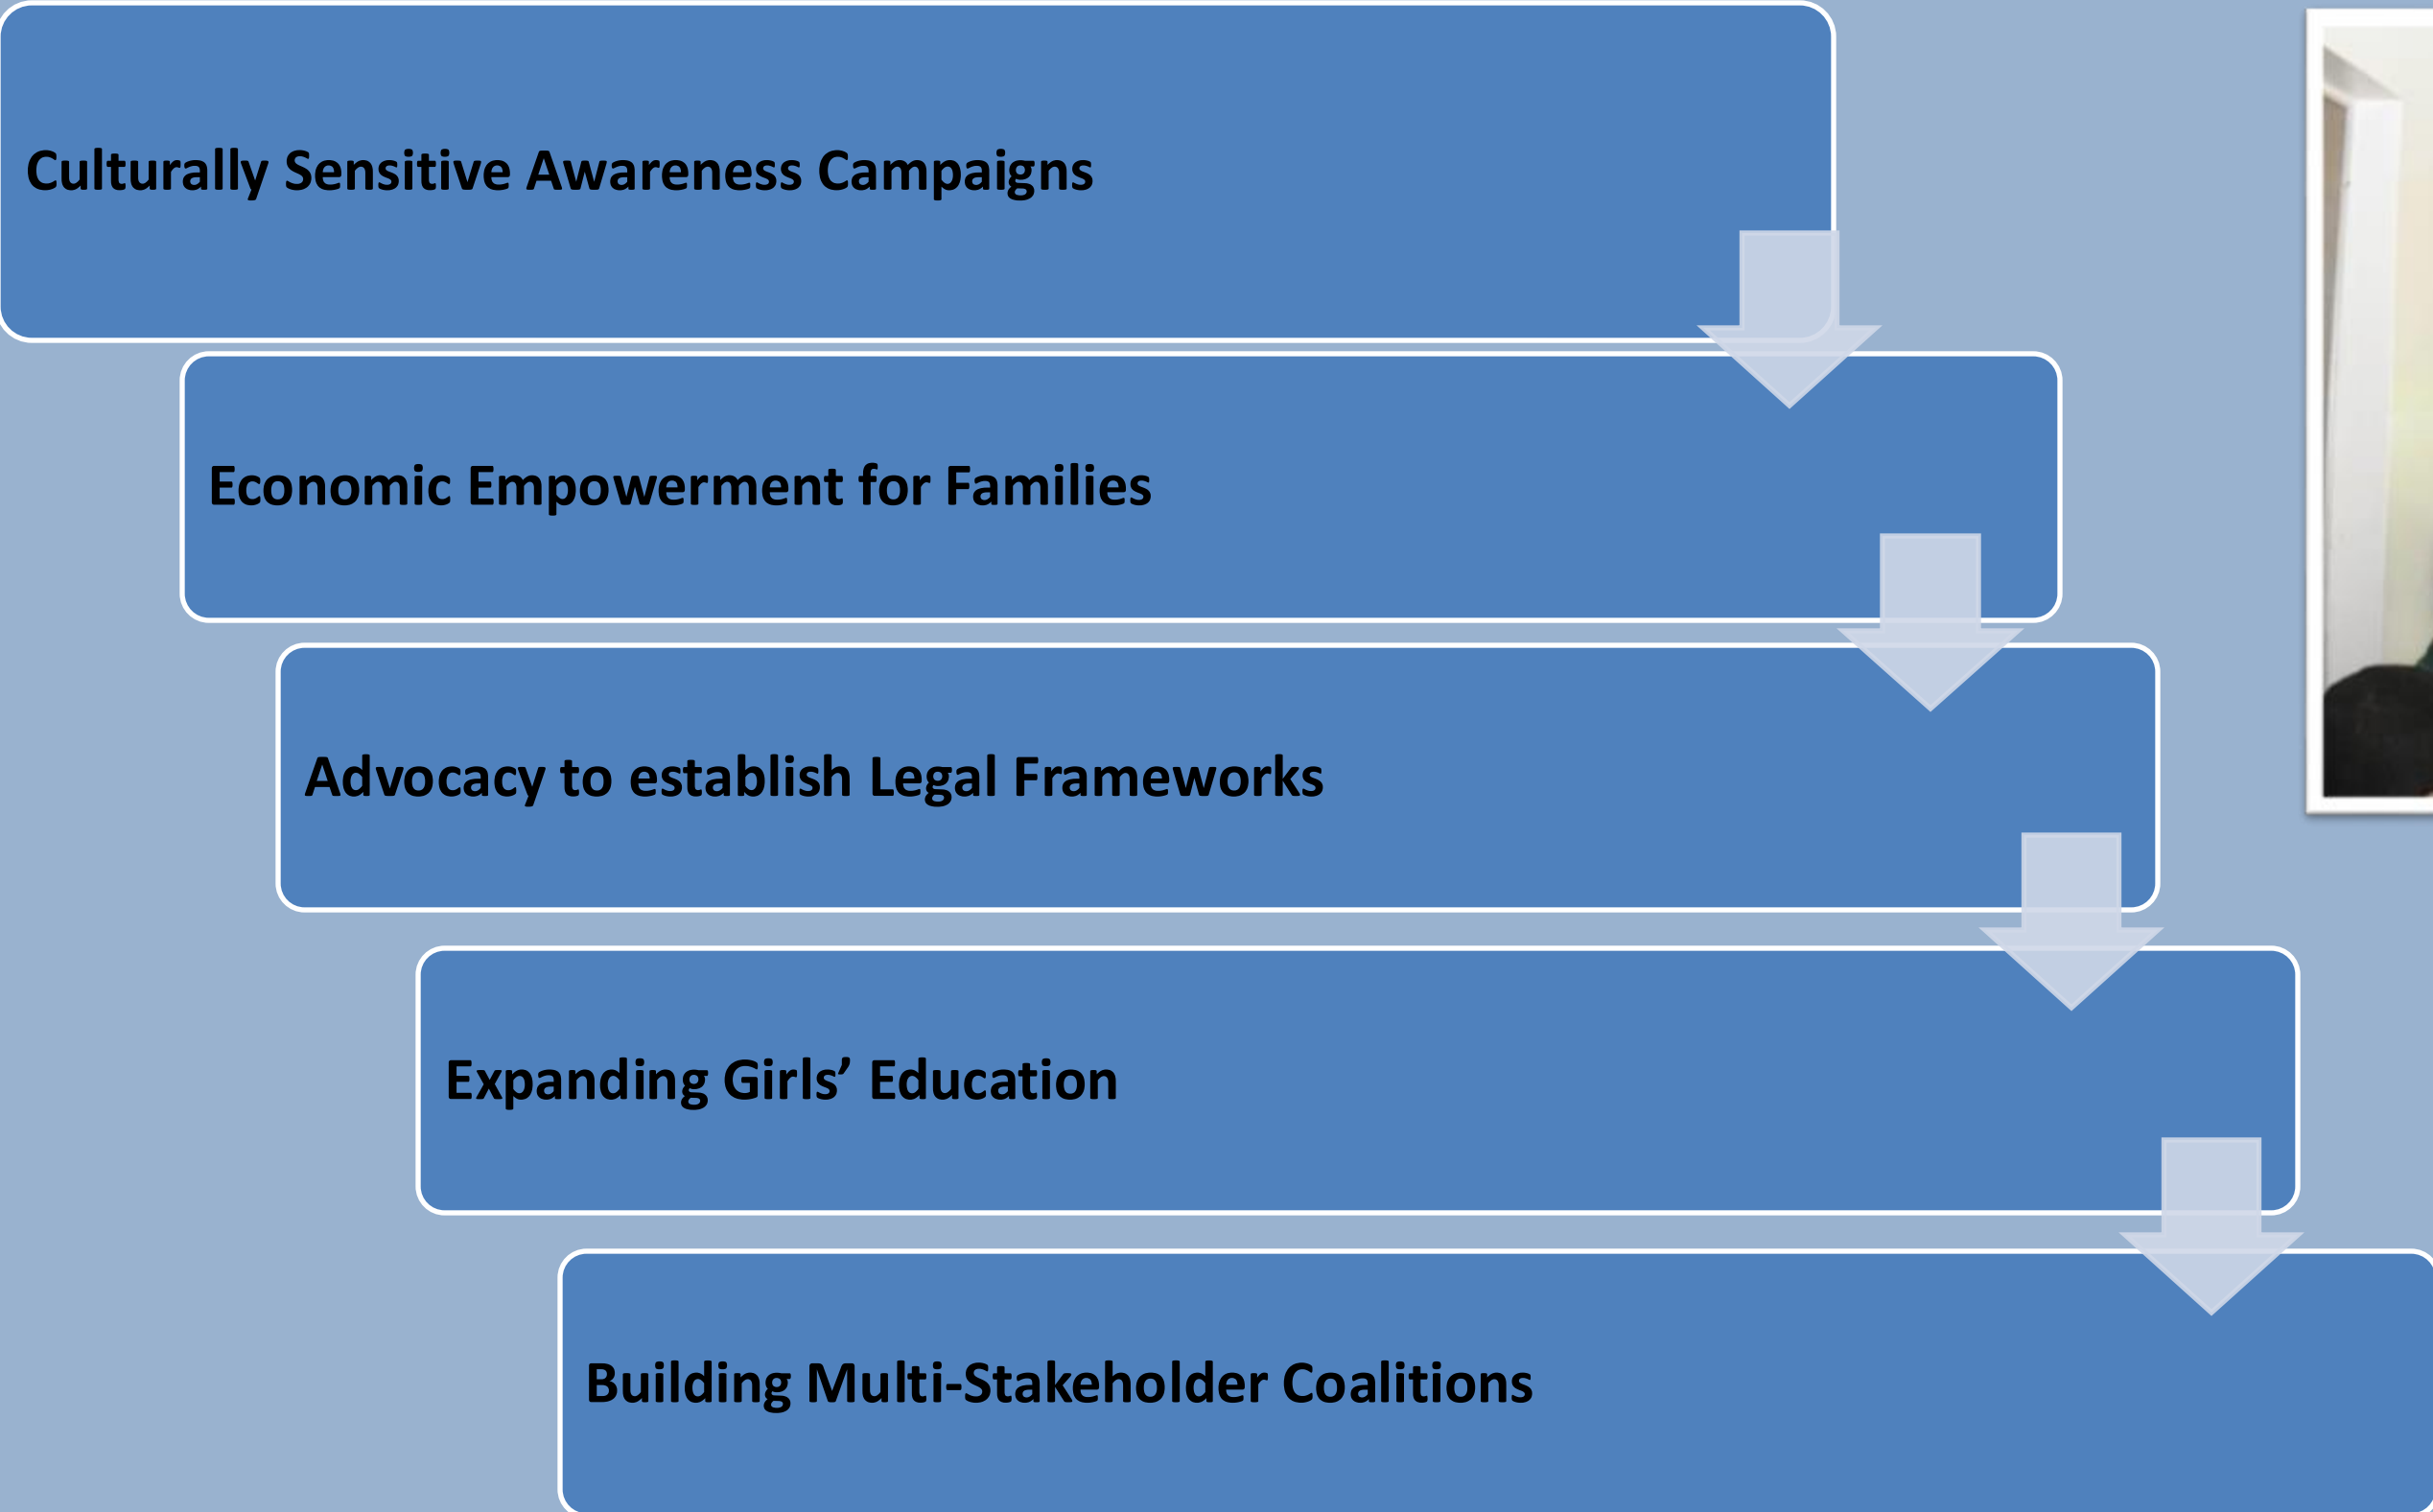 Culturally Sensitive Awareness Campaigns
Economic Empowerment for Families
Advocacy to establish Legal Frameworks
Expanding Girls’ Education
Building Multi-Stakeholder Coalitions